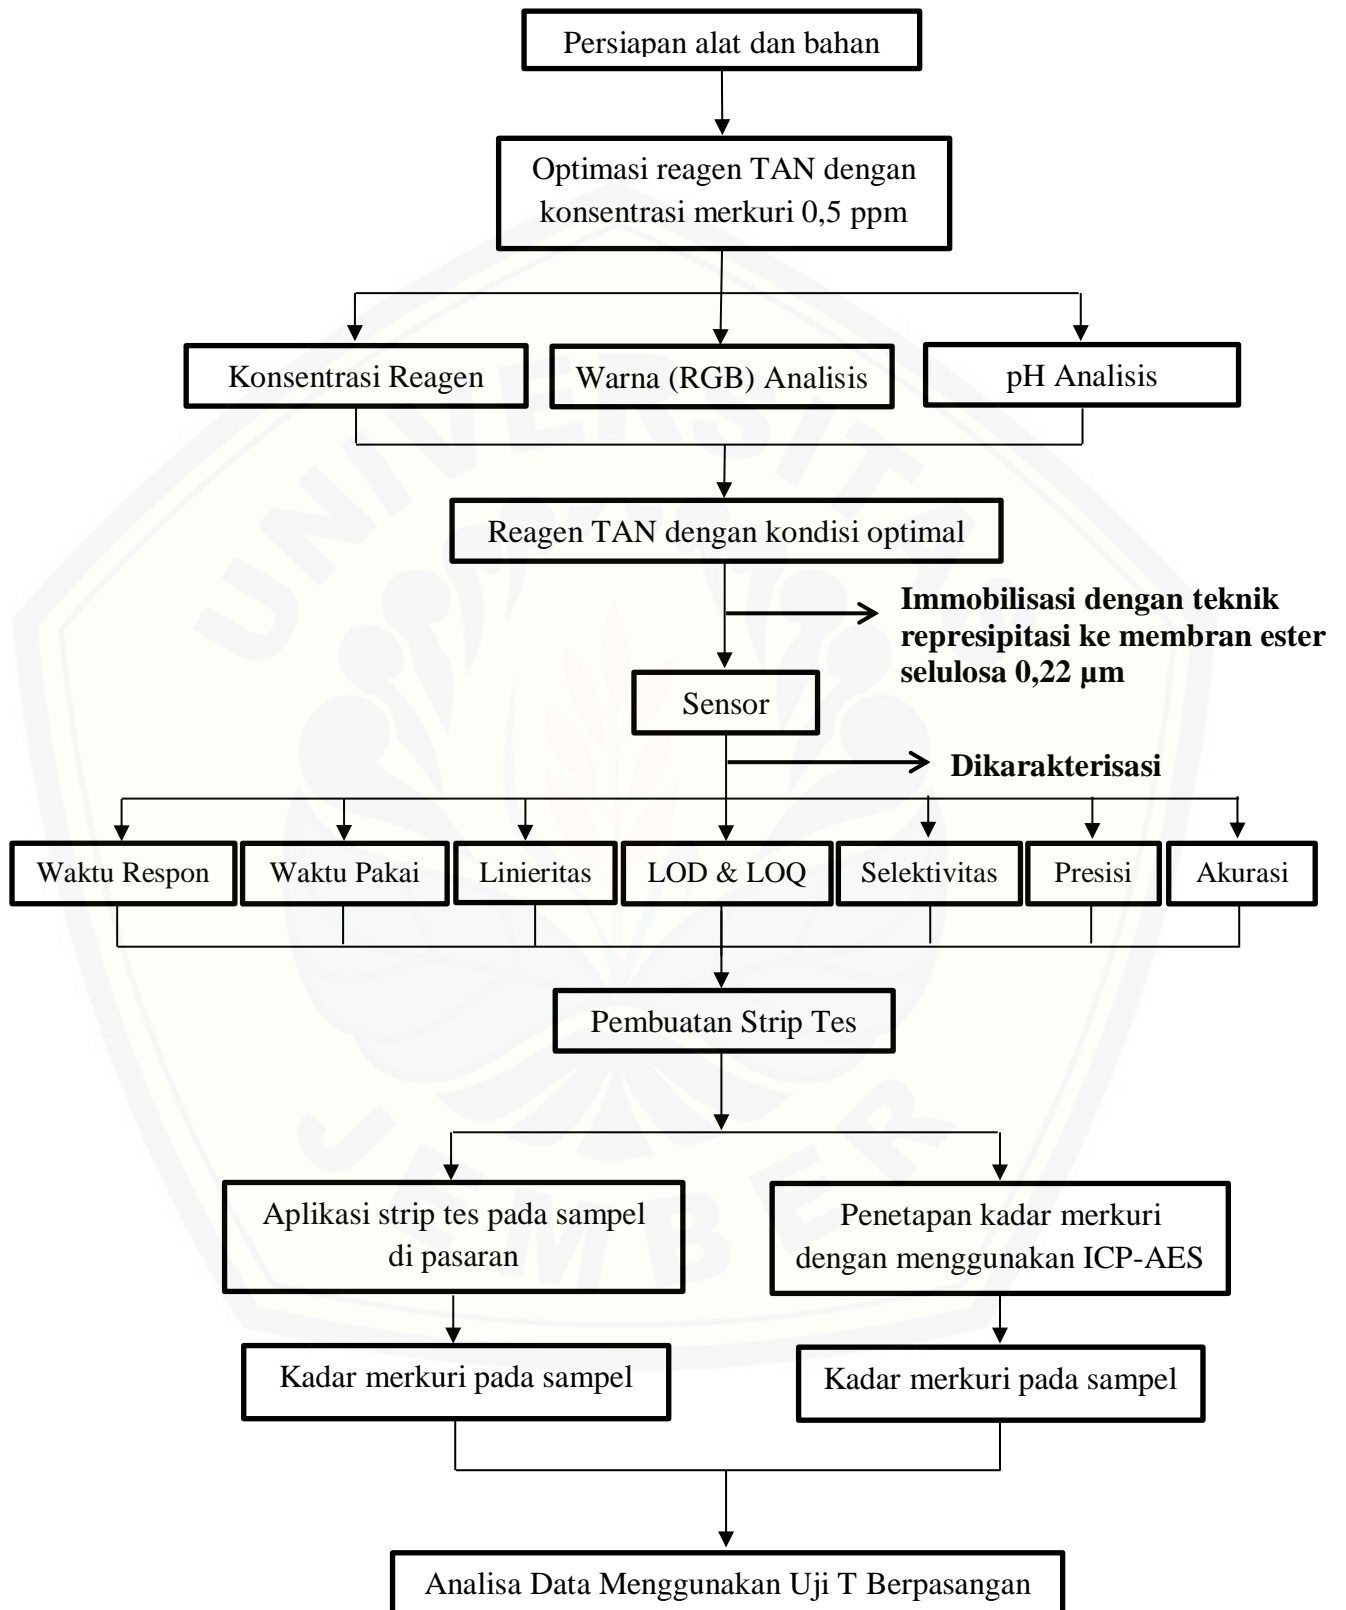 Persiapan alat dan bahan
Optimasi reagen TAN dengan
konsentrasi merkuri 0,5 ppm
Konsentrasi Reagen
Warna (RGB) Analisis
pH Analisis
Reagen TAN dengan kondisi optimal
Immobilisasi dengan teknik
represipitasi ke membran ester
selulosa 0,22 µm
Sensor
Dikarakterisasi
Waktu Respon
Waktu Pakai
Linieritas
LOD & LOQ
Selektivitas
Presisi
Akurasi
Pembuatan Strip Tes
Aplikasi strip tes pada sampel
di pasaran
Penetapan kadar merkuri
dengan menggunakan ICP-AES
Kadar merkuri pada sampel
Kadar merkuri pada sampel
Analisa Data Menggunakan Uji T Berpasangan
UNIVERSITAS
JEMBER